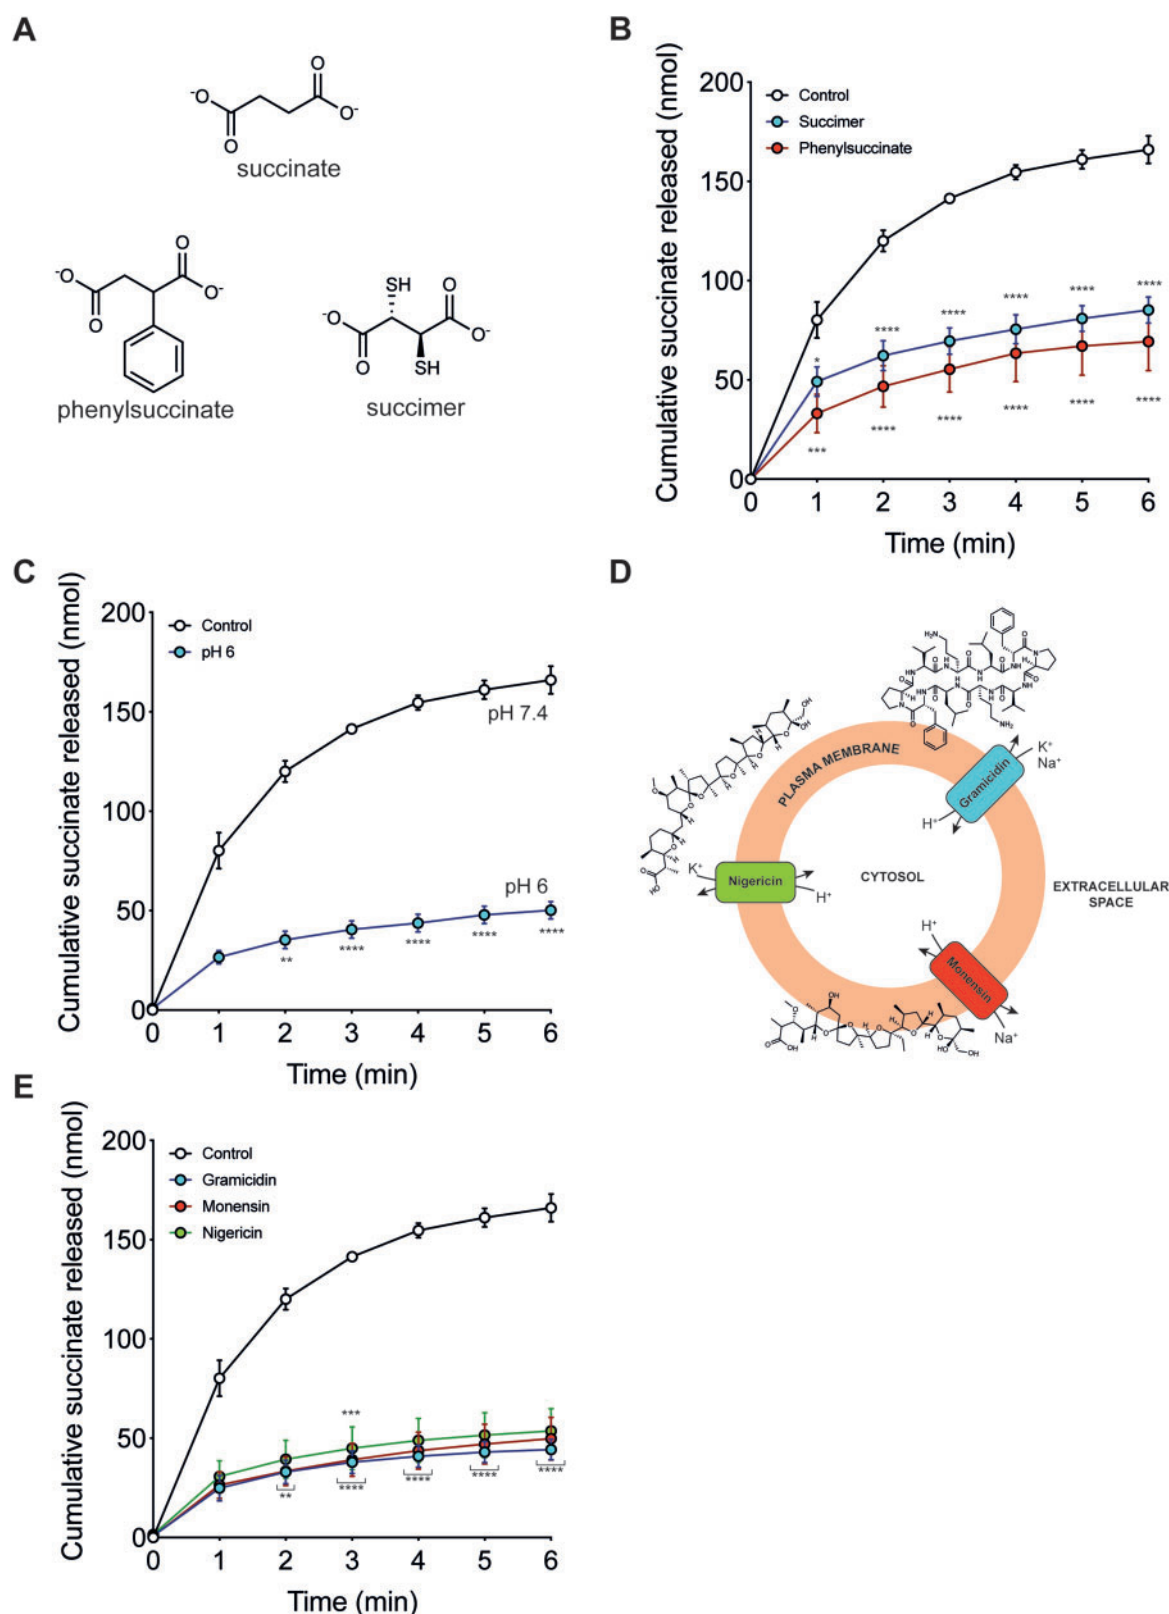 A
succinate
phenylsuccinate
succimer
B
Cumulative succinate released (nmol)
200
150
100
50
0
Control
Succimer
Phenylsuccinate
*
****
****
****
****
****
***
****
****
****
****
****
0 1 2 3 4 5 6
Time (min)
C
Cumulative succinate released (nmol)
200
150
100
50
0
Control
pH 6
pH 7.4
pH 6
**
****
****
****
****
0 1 2 3 4 5 6
Time (min)
D
PLASMA MEMBRANE
CYTOSOL
EXTRACELLULAR
SPACE
Gramicidin
K⁺
Na⁺
H⁺
Nigericin
K⁺
H⁺
Monensin
H⁺
Na⁺
E
Cumulative succinate released (nmol)
200
150
100
50
0
Control
Gramicidin
Monensin
Nigericin
***
**
****
****
****
****
0 1 2 3 4 5 6
Time (min)